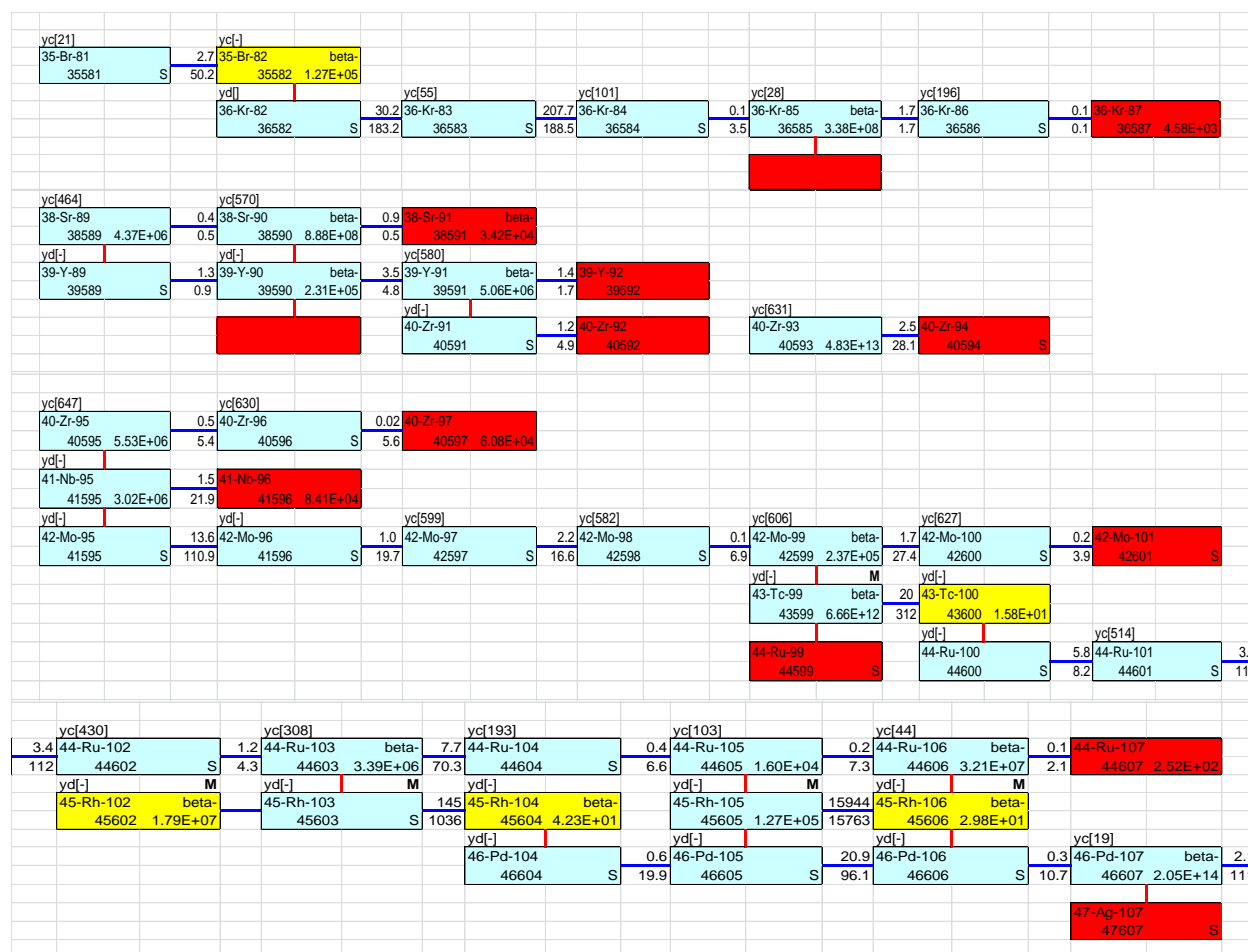 yc[21] yc[-]
35-Br-81 2.7 35-Br-82 beta-
35581 S 50.2 35582 1.27E+05
yd[] yc[55] yc[101] yc[28] yc[196]
36-Kr-82 30.2 36-Kr-83 207.7 36-Kr-84 0.1 36-Kr-85 beta- 1.7 36-Kr-86 0.1 36-Kr-87
36582 S 183.2 36583 S 188.5 36584 S 3.5 36585 3.38E+08 1.7 36586 S 0.1 36587 4.58E+03
yc[464] yc[570]
38-Sr-89 0.4 38-Sr-90 beta- 0.9 38-Sr-91 beta-
38589 4.37E+06 0.5 38590 8.88E+08 0.5 38591 3.42E+04
yd[-] yd[-] yc[580]
39-Y-89 1.3 39-Y-90 beta- 3.5 39-Y-91 beta- 1.4 39-Y-92
39589 S 0.9 39590 2.31E+05 4.8 39591 5.06E+06 1.7 39592
yd[-] yc[631]
40-Zr-91 1.2 40-Zr-92 40-Zr-93 2.5 40-Zr-94
40591 S 4.9 40592 40593 4.83E+13 28.1 40594 S
yc[647] yc[630]
40-Zr-95 0.5 40-Zr-96 0.02 40-Zr-97
40595 5.53E+06 5.4 40596 S 5.6 40597 6.08E+04
yd[-]
41-Nb-95 1.5 41-Nb-96
41595 3.02E+06 21.9 41596 8.41E+04
yd[-] yd[-] yc[599] yc[582] yc[606] yc[627]
42-Mo-95 13.6 42-Mo-96 1.0 42-Mo-97 2.2 42-Mo-98 0.1 42-Mo-99 beta- 1.7 42-Mo-100 0.2 42-Mo-101
41595 S 110.9 41596 S 19.7 42597 S 16.6 42598 S 6.9 42599 2.37E+05 27.4 42600 S 3.9 42601 S
yd[-] M yd[-]
43-Tc-99 beta- 20 43-Tc-100
43599 6.66E+12 312 43600 1.58E+01
yd[-] yc[514]
44-Ru-99 44-Ru-100 5.8 44-Ru-101 3.
44599 S 44600 S 8.2 44601 S 11
yc[430] yc[308] yc[193] yc[103] yc[44]
3.4 44-Ru-102 1.2 44-Ru-103 beta- 7.7 44-Ru-104 0.4 44-Ru-105 0.2 44-Ru-106 beta- 0.1 44-Ru-107
112 44602 S 4.3 44603 3.39E+06 70.3 44604 S 6.6 44605 1.60E+04 7.3 44606 3.21E+07 2.1 44607 2.52E+02
yd[-] M yd[-] M yd[-] M yd[-] M
45-Rh-102 beta- 45-Rh-103 145 45-Rh-104 beta- 45-Rh-105 15944 45-Rh-106 beta-
45602 1.79E+07 45603 S 1036 45604 4.23E+01 45605 1.27E+05 15763 45606 2.98E+01
yd[-] yd[-] yd[-] yc[19]
46-Pd-104 0.6 46-Pd-105 20.9 46-Pd-106 0.3 46-Pd-107 beta- 2.
46604 S 19.9 46605 S 96.1 46606 S 10.7 46607 2.05E+14 11
47-Ag-107
47607 S